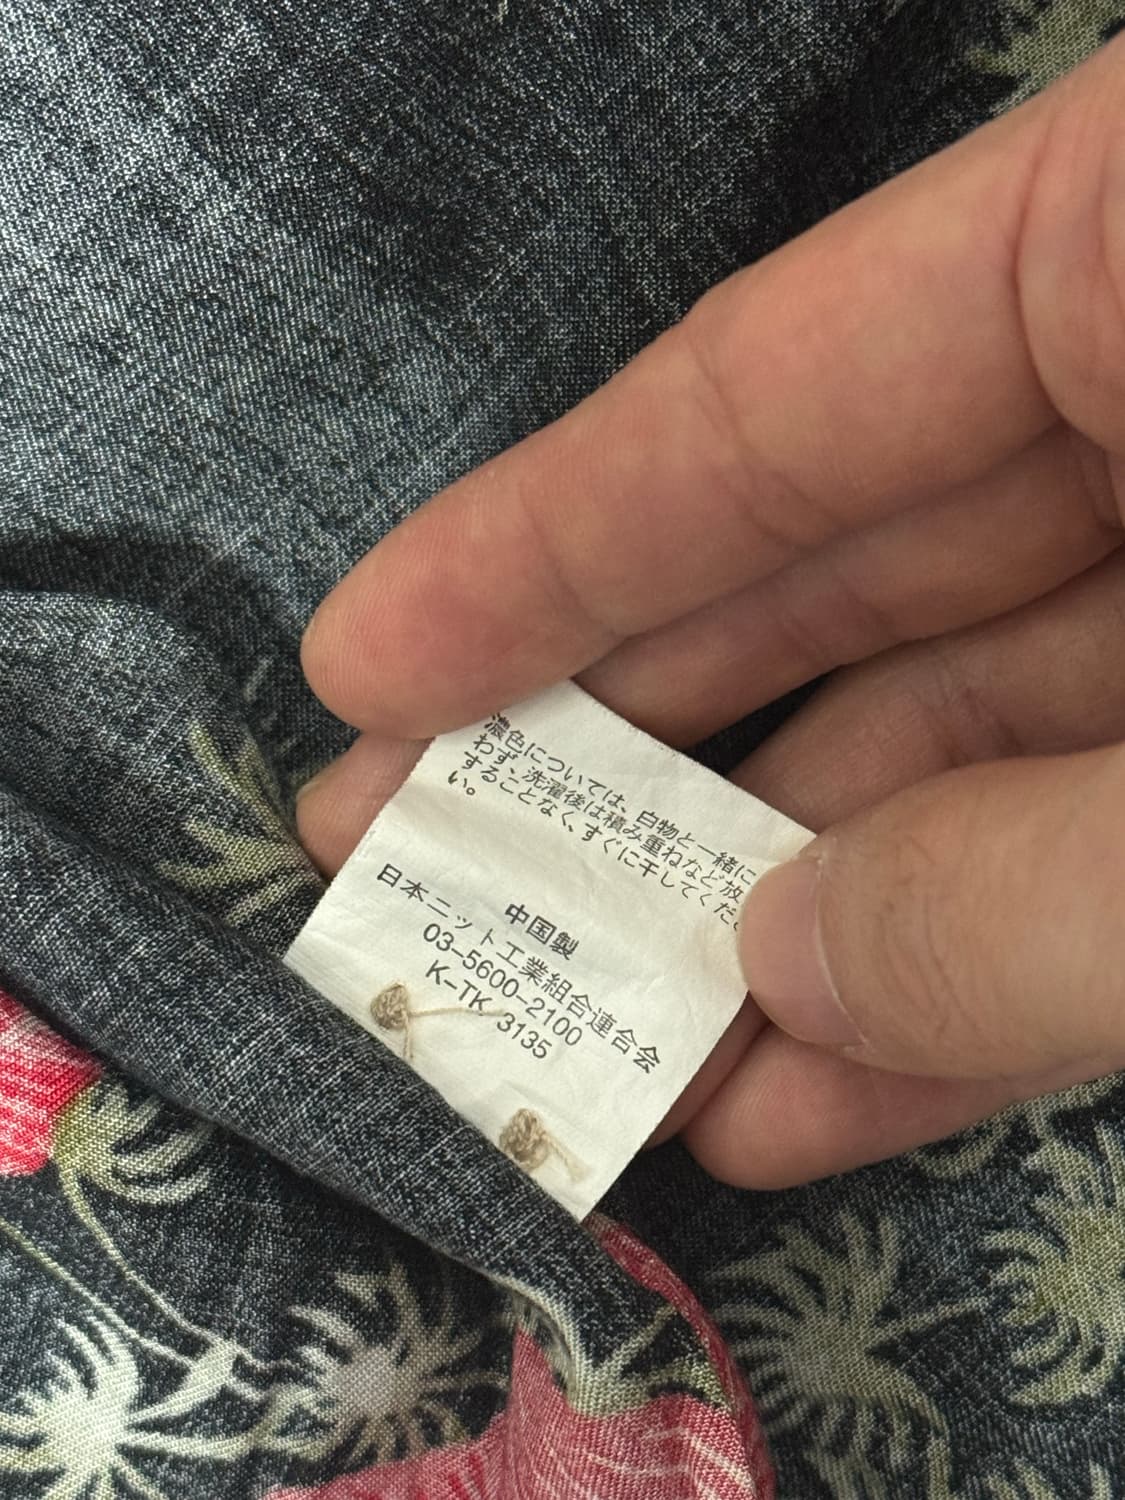 濃色については、白物と一緒に
わず、洗濯後は積み重ねなど放
することなく、すぐに干してくださ
い。
中国製
日本ニット工業組合連合会
03-5600-2100
K-TK 3135